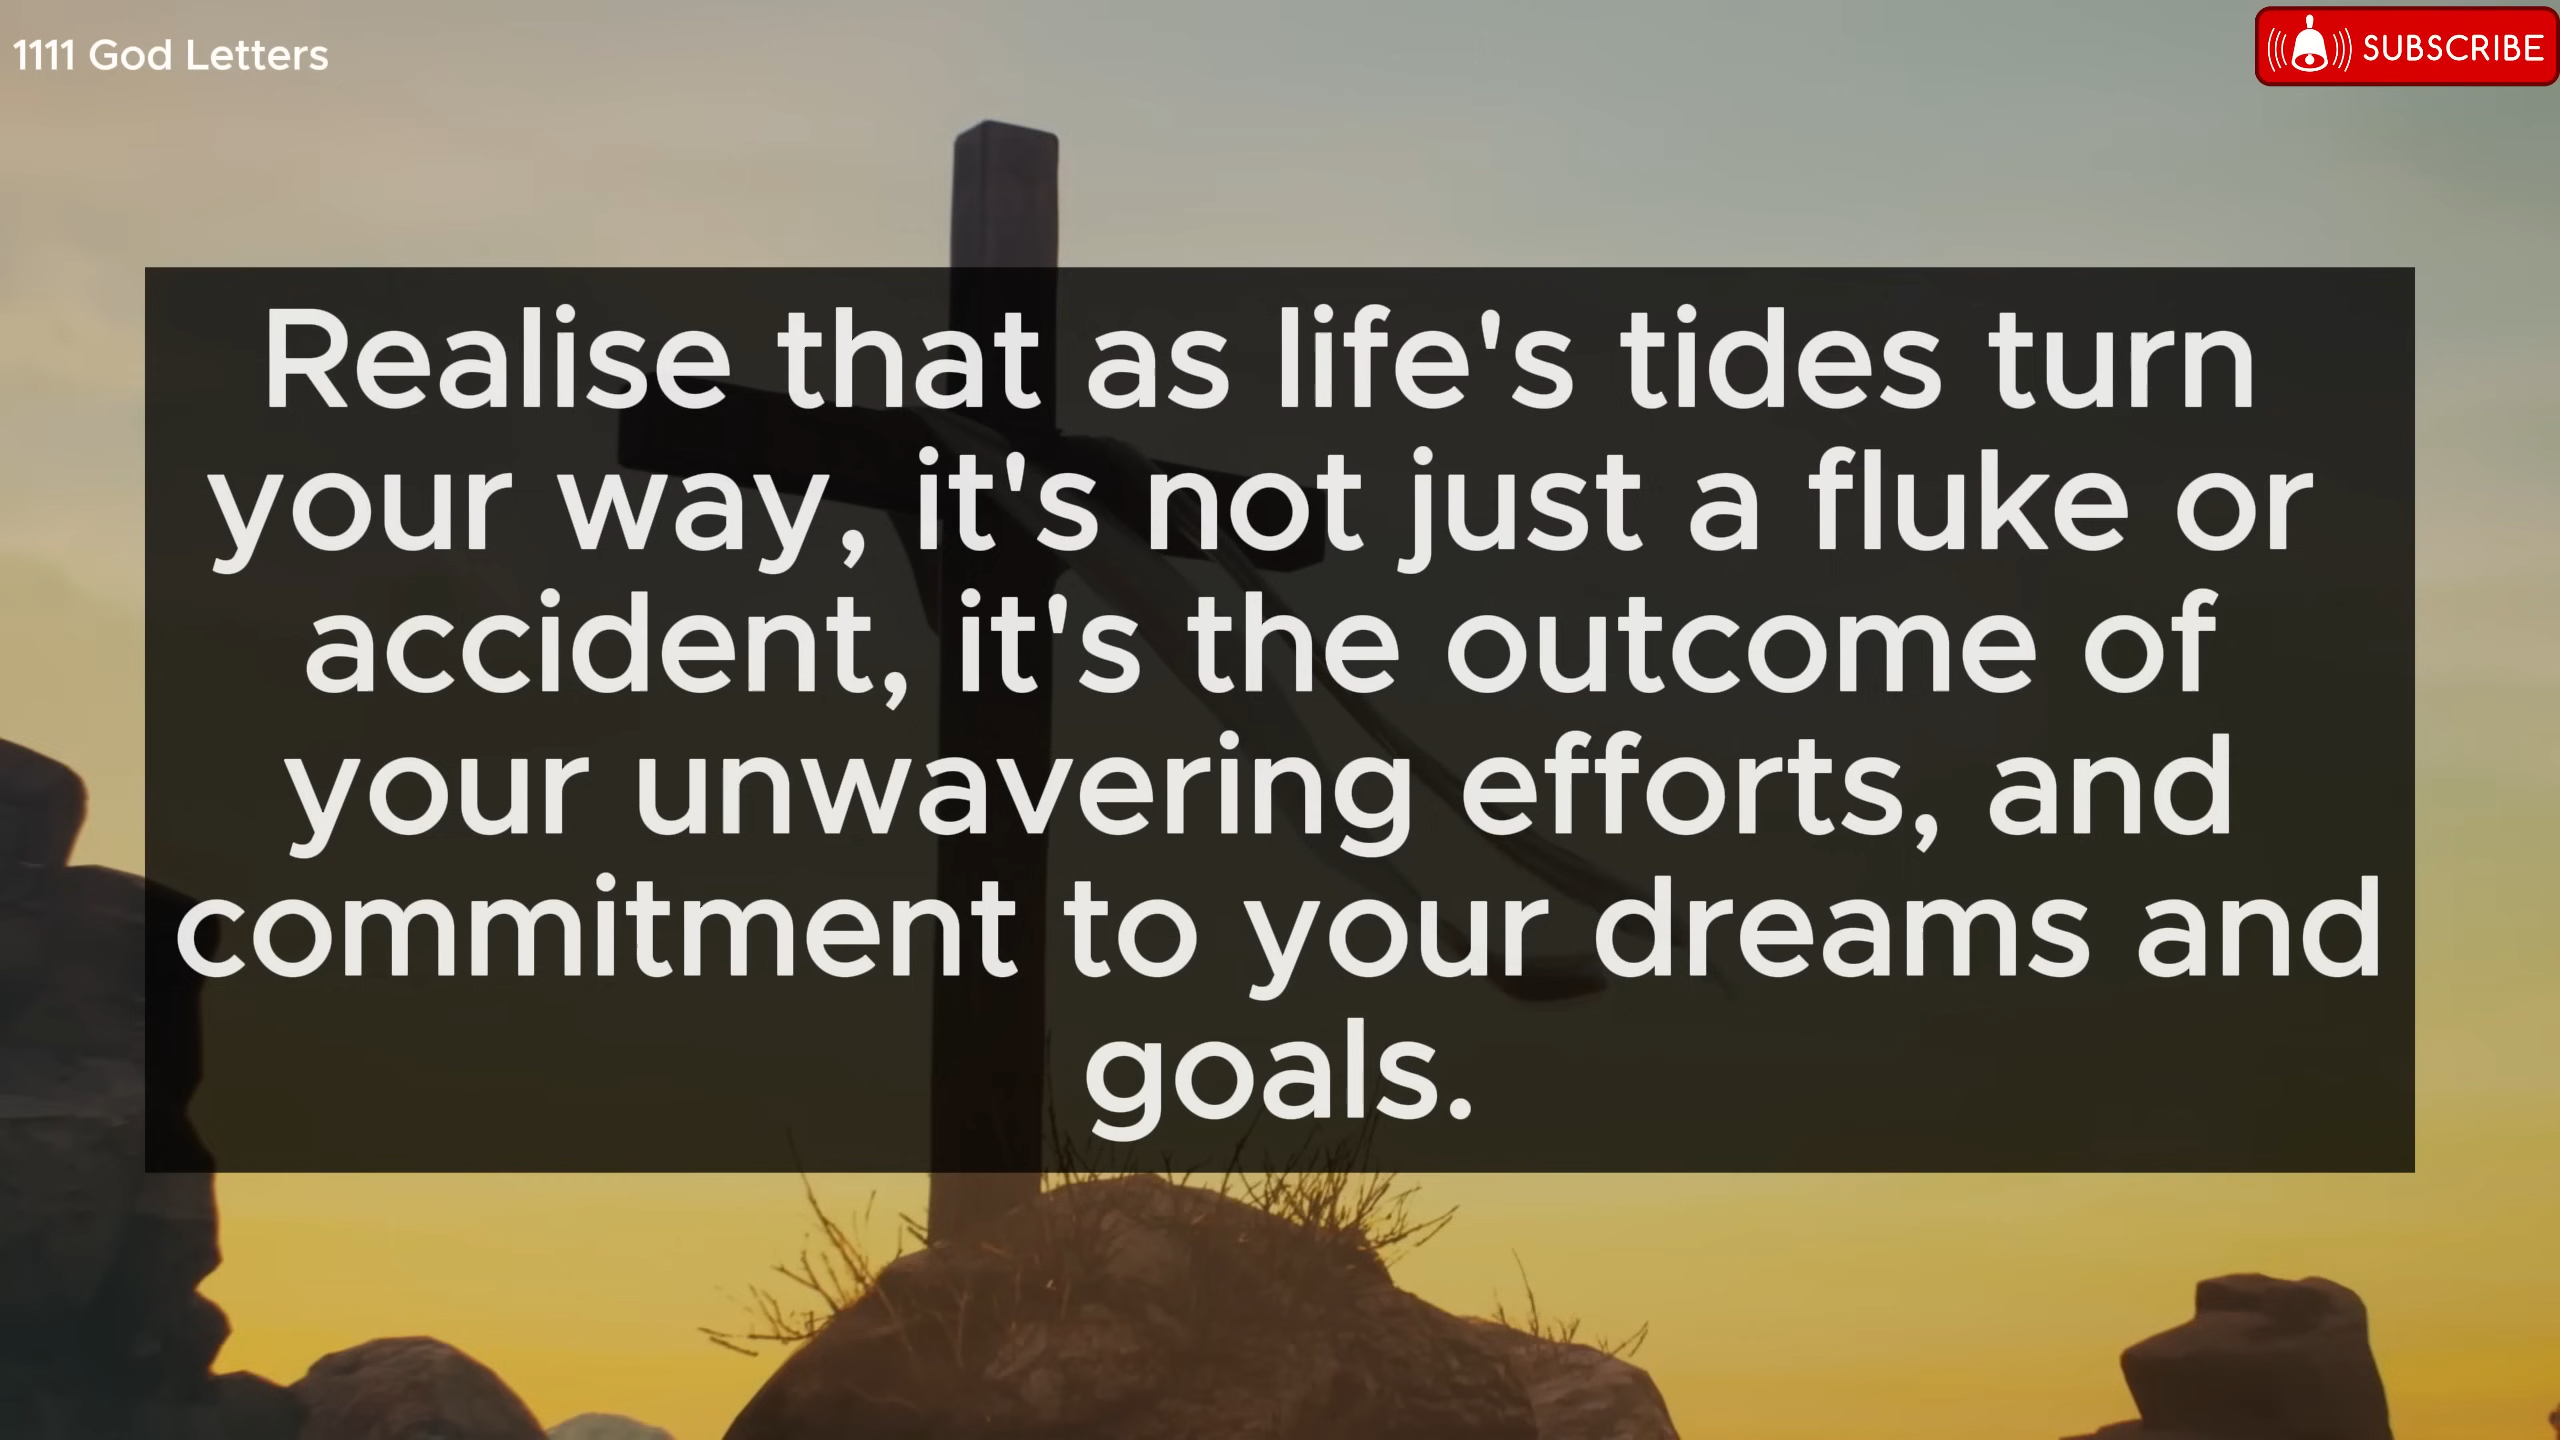 1111 God Letters
SUBSCRIBE
Realise that as life's tides turn
your way, it's not just a fluke or
accident, it's the outcome of
your unwavering efforts, and
commitment to your dreams and
goals.